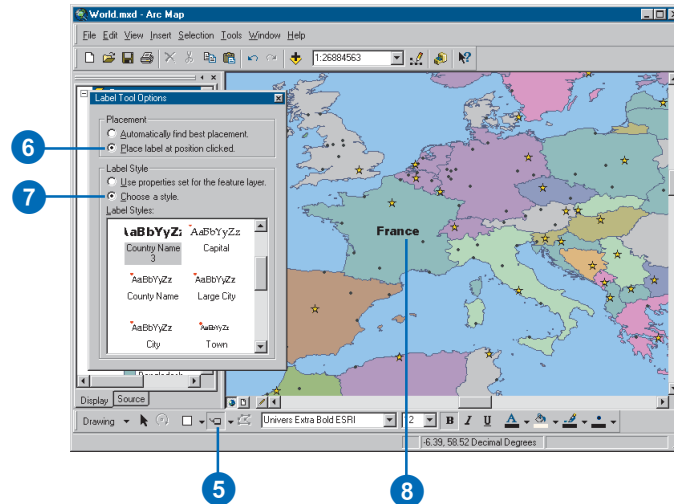 World.mxd - Arc Map
File Edit View Insert Selection Tools Window Help
1:26884563
Label Tool Options
Placement
Automatically find best placement.
Place label at position clicked.
6
Label Style
Use properties set for the feature layer.
Choose a style.
7
Label Styles:
AaBbYyZz AaBbYyZz
Country Name 3 Capital
AaBbYyZz AaBbYyZz
County Name Large City
AaBbYyZz AaBbYyZz
City Town
France
Bangladesh
Display Source
Drawing Univers Extra Bold ESRI 12 B I U A
-6.39, 58.52 Decimal Degrees
5
8